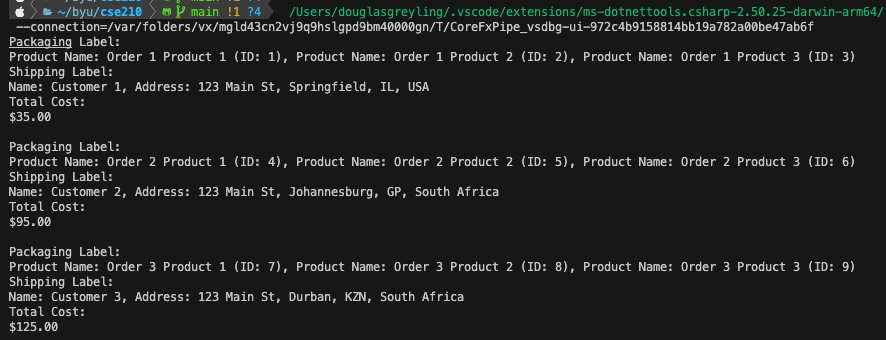 ~/byu/cse210 main !1 ?4 /Users/douglasgreyling/.vscode/extensions/ms-dotnettools.csharp-2.50.25-darwin-arm64/
--connection=/var/folders/vx/mgld43cn2vj9q9hslgpd9bm40000gn/T/CoreFxPipe_vsdbg-ui-972c4b9158814bb19a782a00be47ab6f
Packaging Label:
Product Name: Order 1 Product 1 (ID: 1), Product Name: Order 1 Product 2 (ID: 2), Product Name: Order 1 Product 3 (ID: 3)
Shipping Label:
Name: Customer 1, Address: 123 Main St, Springfield, IL, USA
Total Cost:
$35.00
Packaging Label:
Product Name: Order 2 Product 1 (ID: 4), Product Name: Order 2 Product 2 (ID: 5), Product Name: Order 2 Product 3 (ID: 6)
Shipping Label:
Name: Customer 2, Address: 123 Main St, Johannesburg, GP, South Africa
Total Cost:
$95.00
Packaging Label:
Product Name: Order 3 Product 1 (ID: 7), Product Name: Order 3 Product 2 (ID: 8), Product Name: Order 3 Product 3 (ID: 9)
Shipping Label:
Name: Customer 3, Address: 123 Main St, Durban, KZN, South Africa
Total Cost:
$125.00